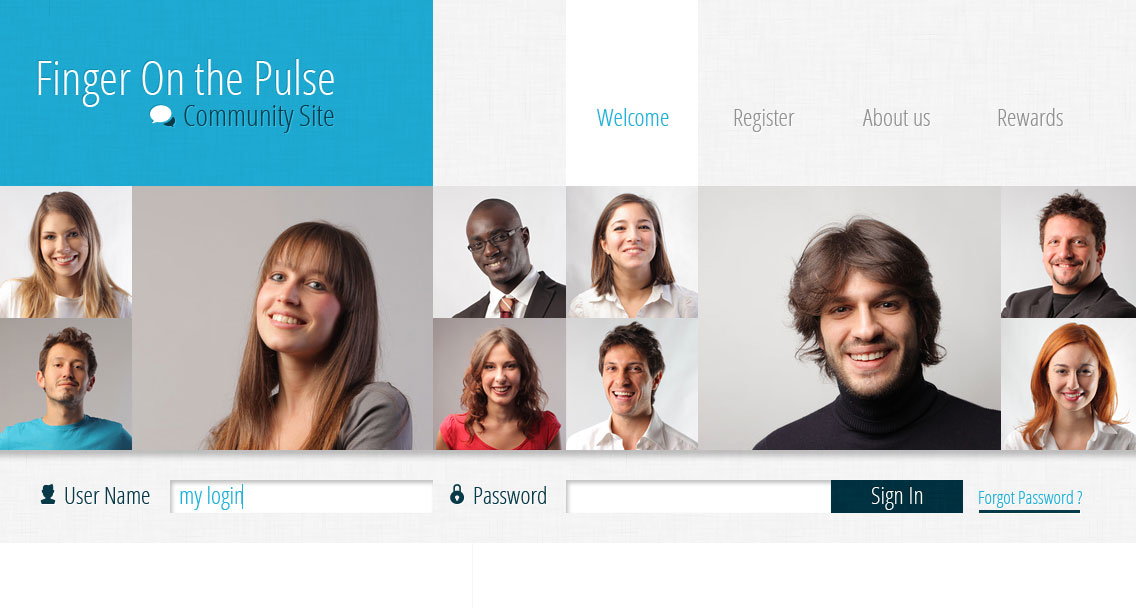 Finger On the Pulse
Community Site
Welcome Register About us Rewards
User Name my login Password Sign In Forgot Password ?